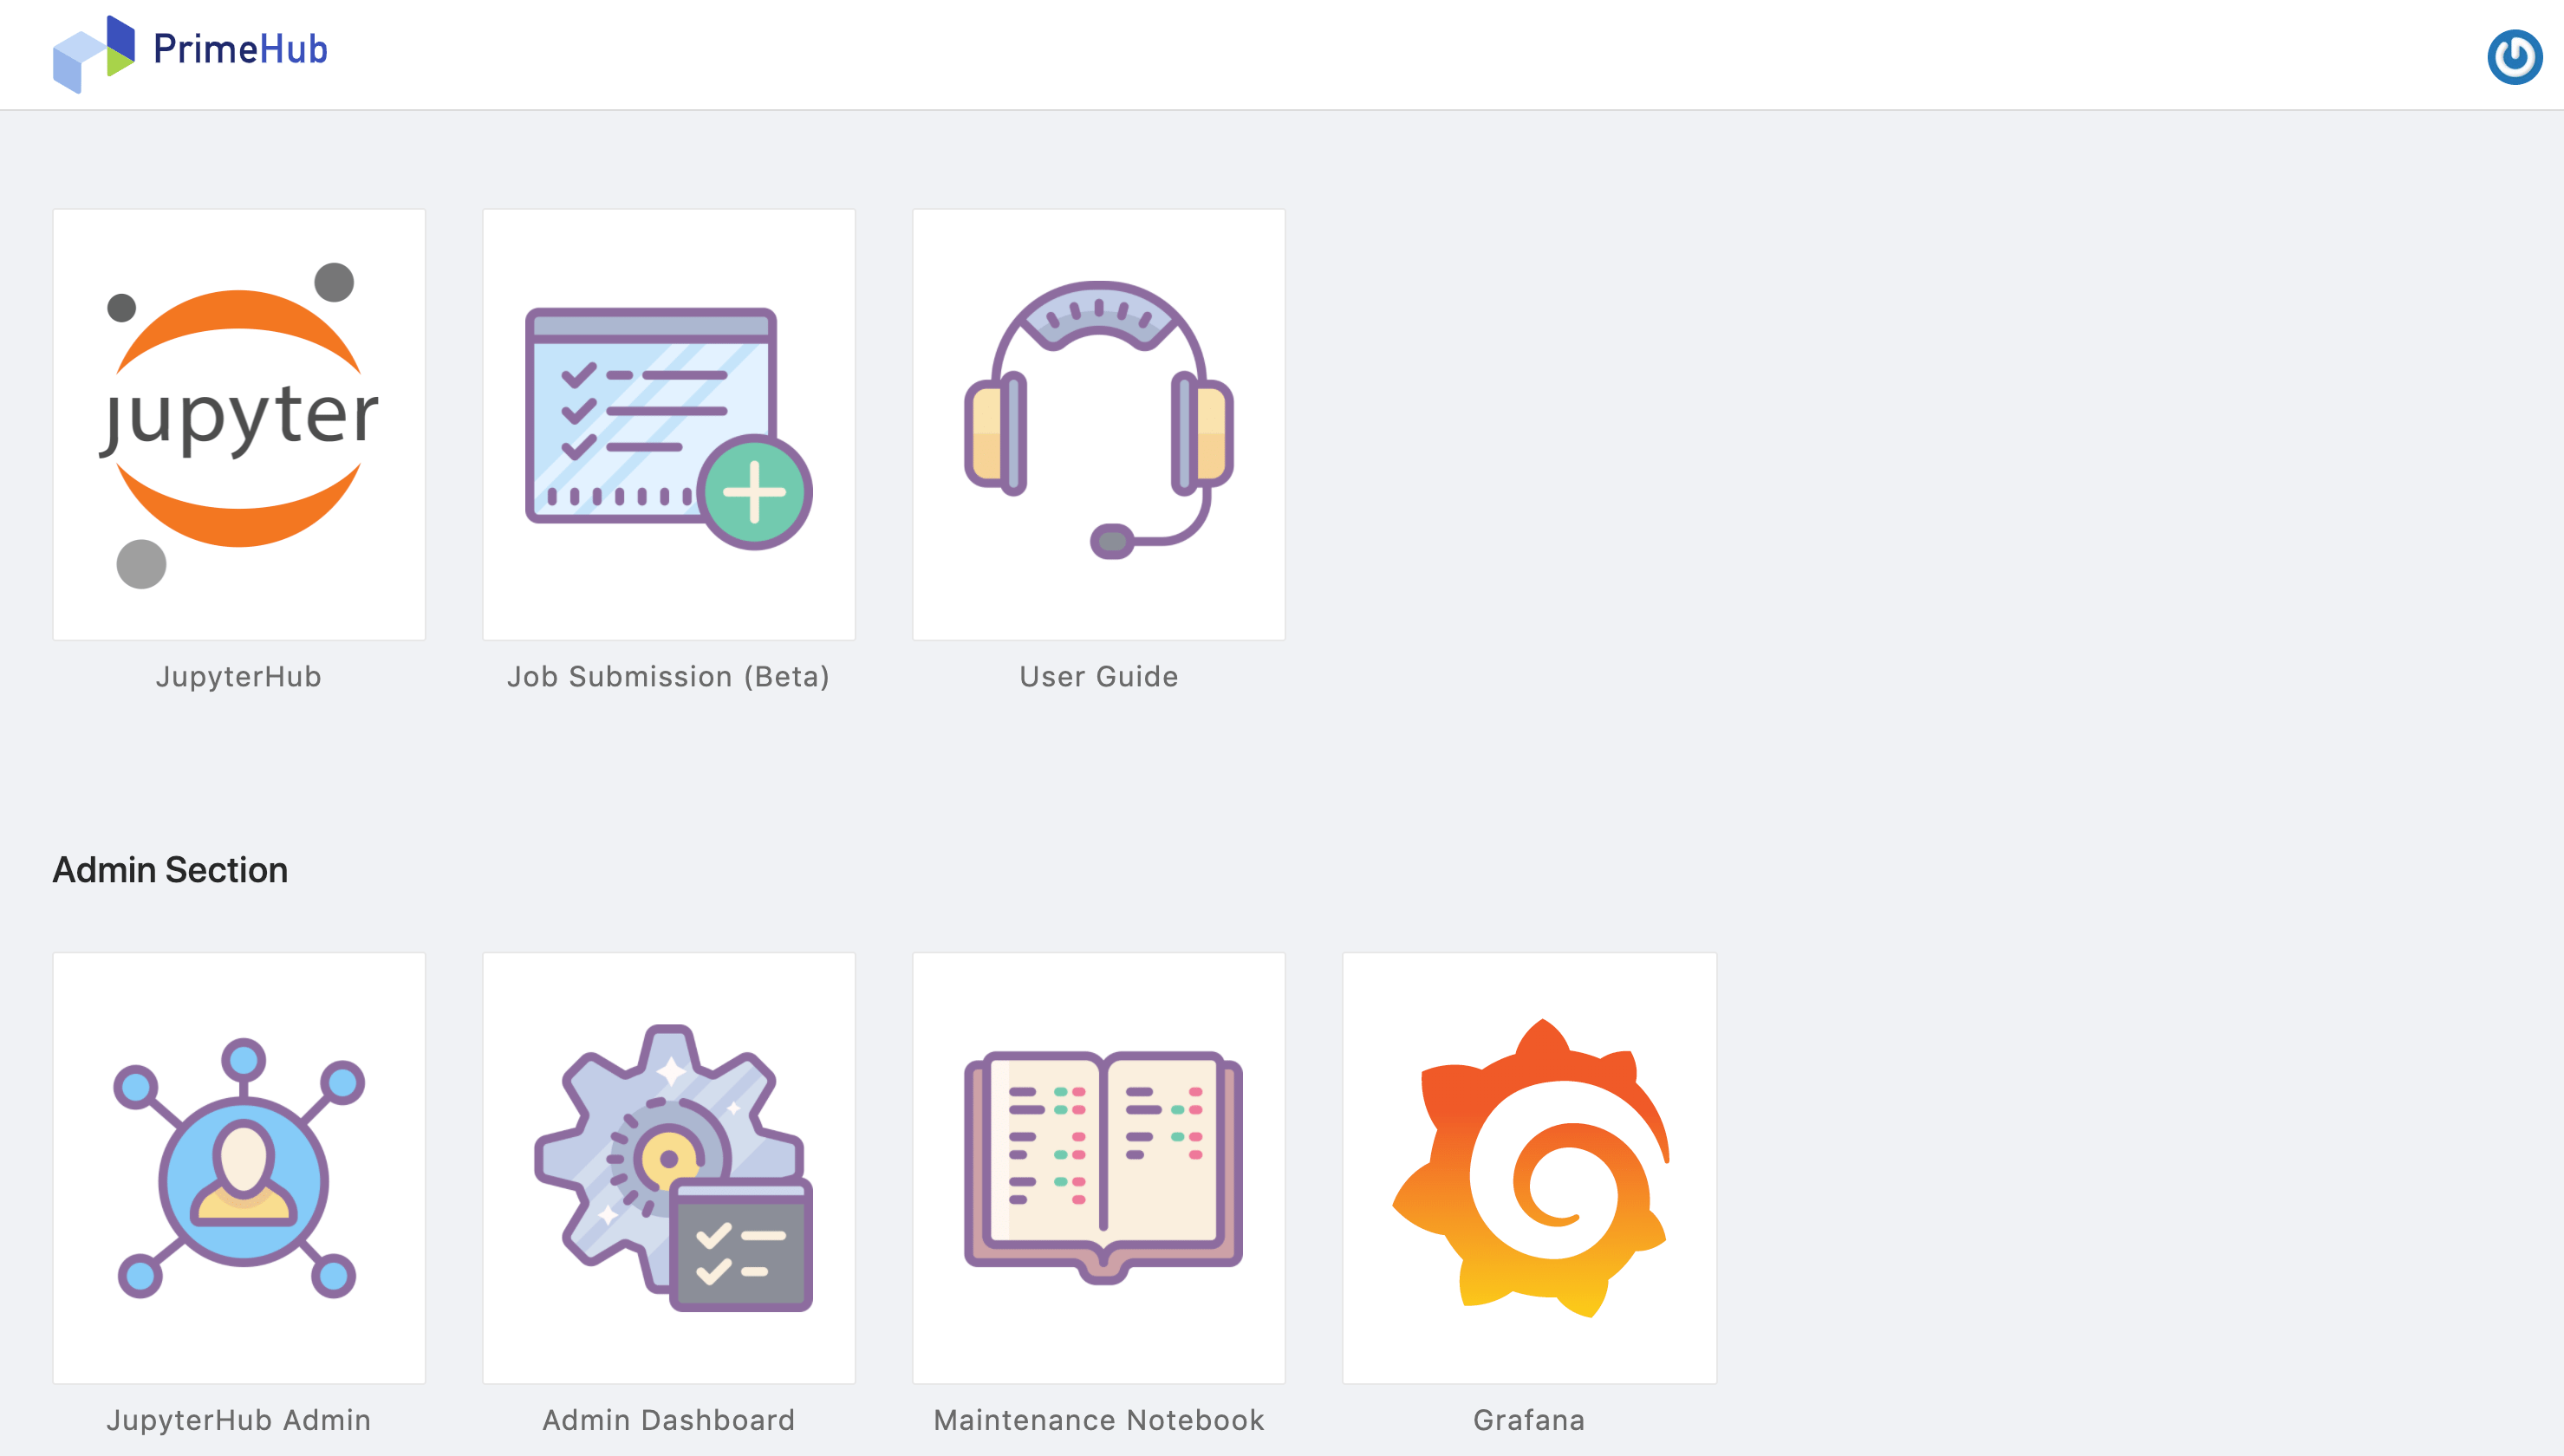 PrimeHub
jupyter
JupyterHub
Job Submission (Beta)
User Guide
Admin Section
JupyterHub Admin
Admin Dashboard
Maintenance Notebook
Grafana